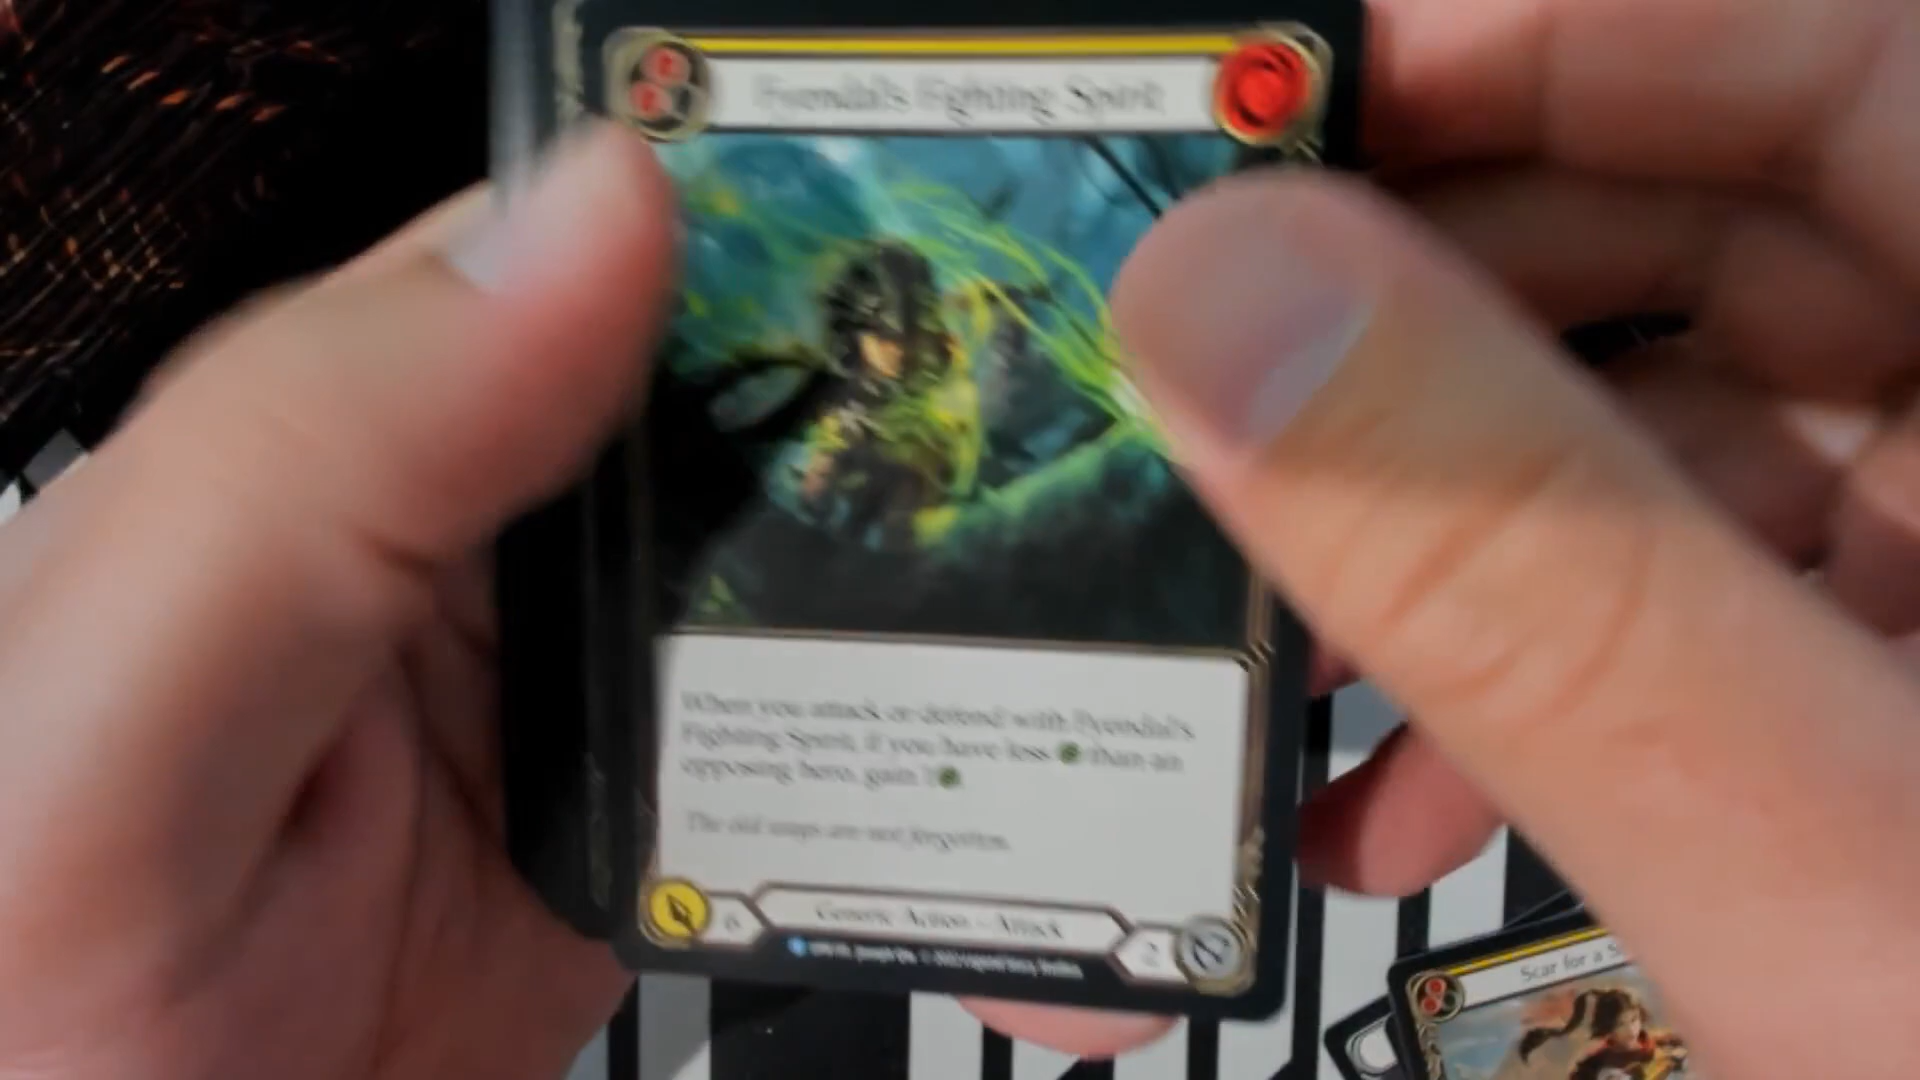 Fyendal's Fighting Spirit
When you attack or defend with Fyendal's
Fighting Spirit, if you have less than an
opposing hero, gain 1
The old ways are not forgotten.
6
Generic Action - Attack
2
Scar for a